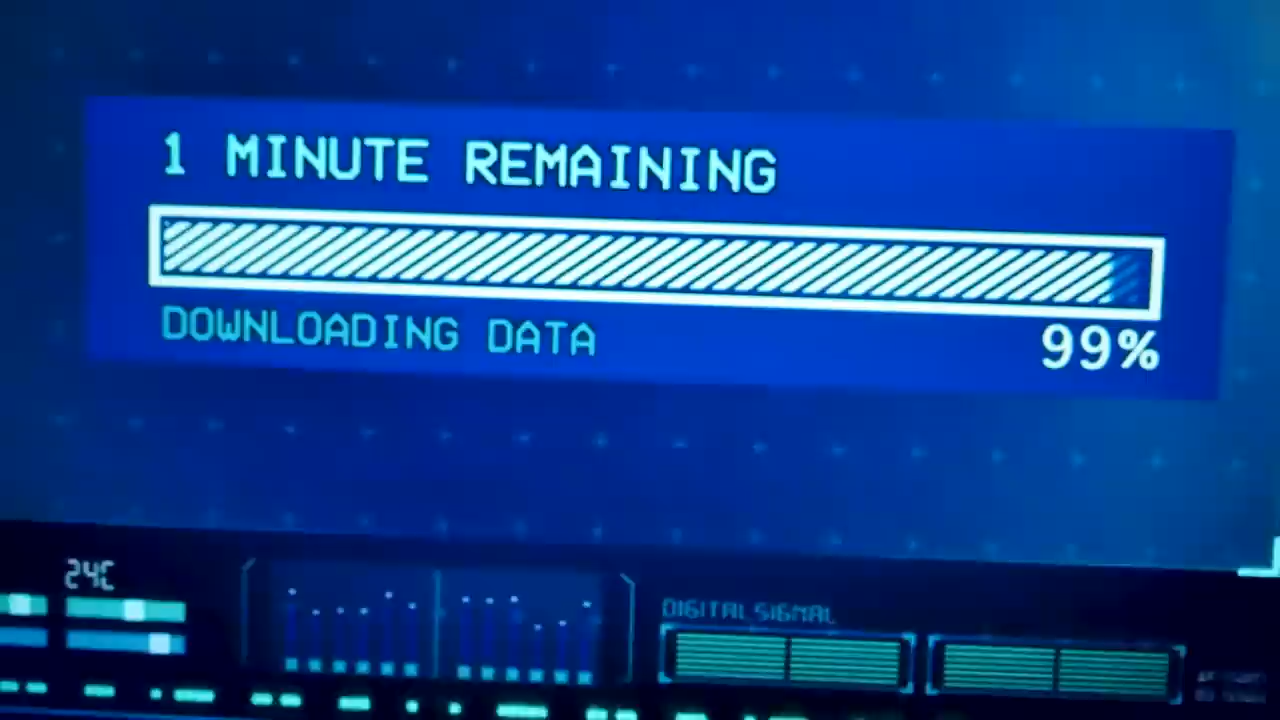 1 MINUTE REMAINING
DOWNLOADING DATA
99%
24C
DIGITAL SIGNAL